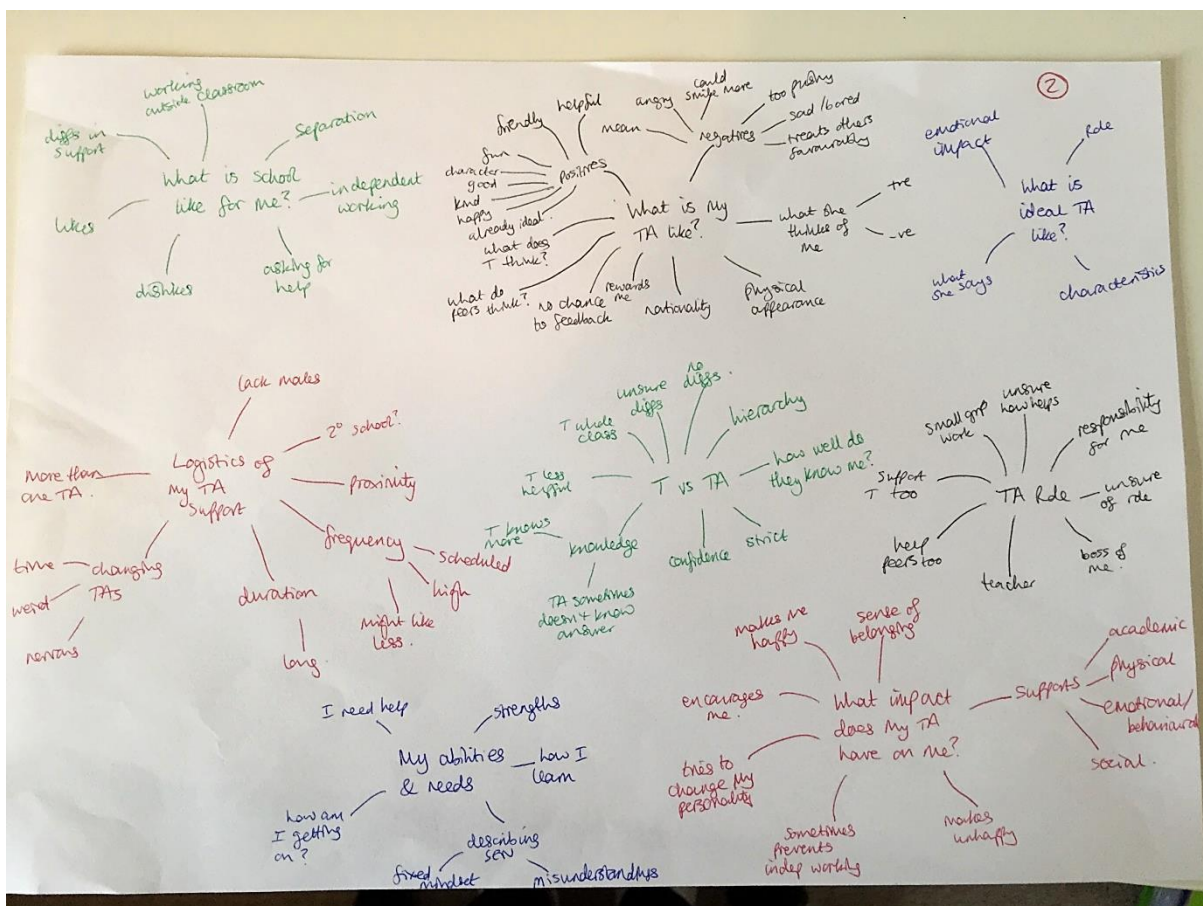 2
working
outside classroom
diffs in
support
separation
What is school
like for me?
independent
working
likes
dislikes
asking for
help
What is my
TA like?
positives
friendly
helpful
fun
character
good
kind
happy
already ideal
what does
T think?
what do
peers think?
no chance
to feedback
rewards
me
nationality
physical
appearance
what she
thinks of
me
+ve
-ve
negatives
mean
angry
could
smile more
too pushy
sad/bored
treats others
favourably
What is
ideal TA
like?
emotional
impact
Role
what
she says
characteristics
Logistics of
my TA
Support
lack males
2° school?
proximity
more than
one TA.
frequency
scheduled
high
might like
less.
duration
long.
changing
TAs
time
weird
nervous
T vs TA
T whole
class
unsure
diffs
no
diffs.
hierarchy
how well do
they know me?
T less
helpful
knowledge
T knows
more
TA sometimes
doesn't know
answer
confidence
strict
TA Role
small grp
work
unsure
how helps
responsibility
for me
support
T too
unsure
of role
help
peers too
teacher
boss of
me.
My abilities
& needs
I need help
strengths
how I
learn
how am
I getting
on?
describing
SEN
fixed
mindset
misunderstandings
What impact
does my TA
have on me?
makes me
happy
sense of
belonging
encourages
me.
supports
academic
physical
emotional/
behavioural
social.
tries to
change my
personality
sometimes
prevents
indep working
makes
unhappy